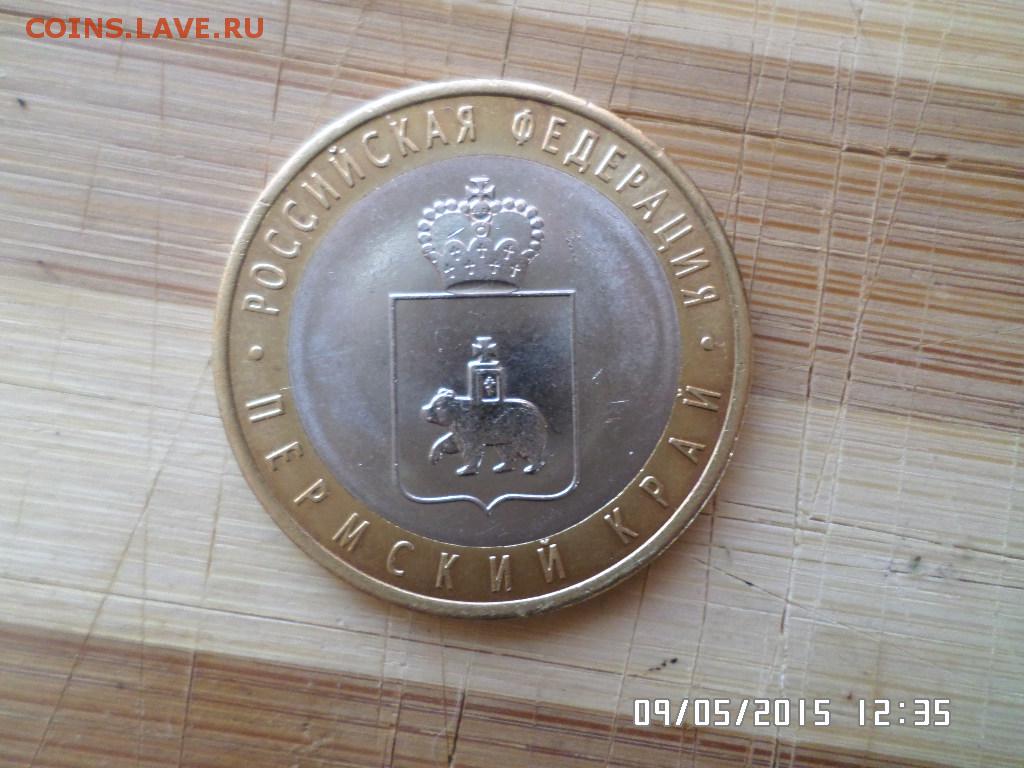 COINS.LAVE.RU
РОССИЙСКАЯ ФЕДЕРАЦИЯ
ПЕРМСКИЙ КРАЙ
09/05/2015 12:35